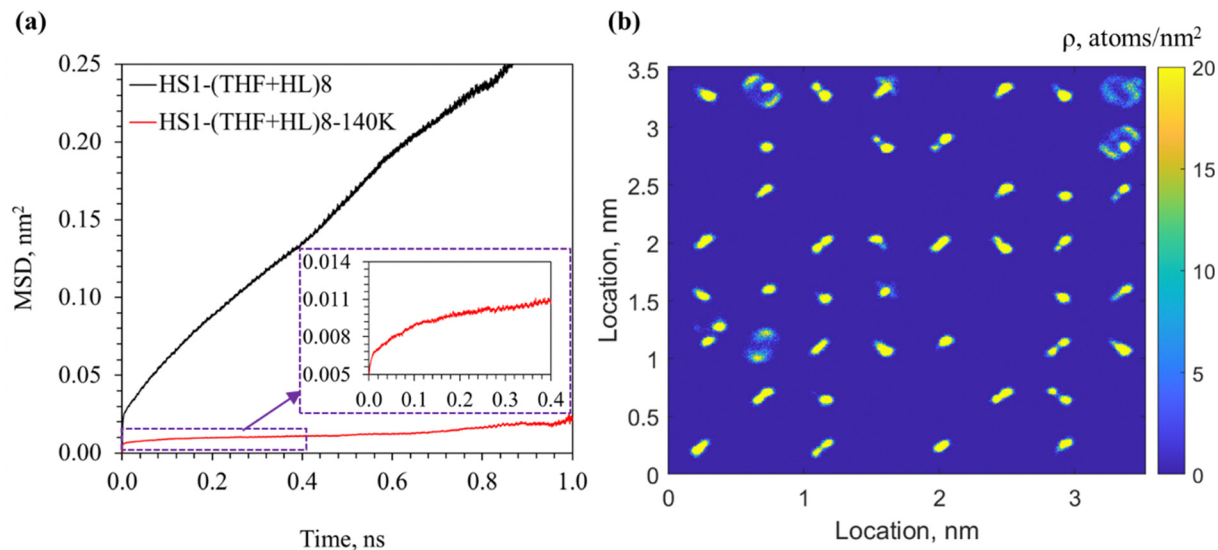 (a)
0.25
0.20
0.15
0.10
0.05
0.00
MSD, nm²
HS1-(THF+HL)8
HS1-(THF+HL)8-140K
0.014
0.011
0.008
0.005
0.0 0.1 0.2 0.3 0.4
0.0 0.2 0.4 0.6 0.8 1.0
Time, ns
(b)
ρ, atoms/nm²
3.5
3
2.5
2
1.5
1
0.5
0
Location, nm
0 1 2 3
Location, nm
20
15
10
5
0